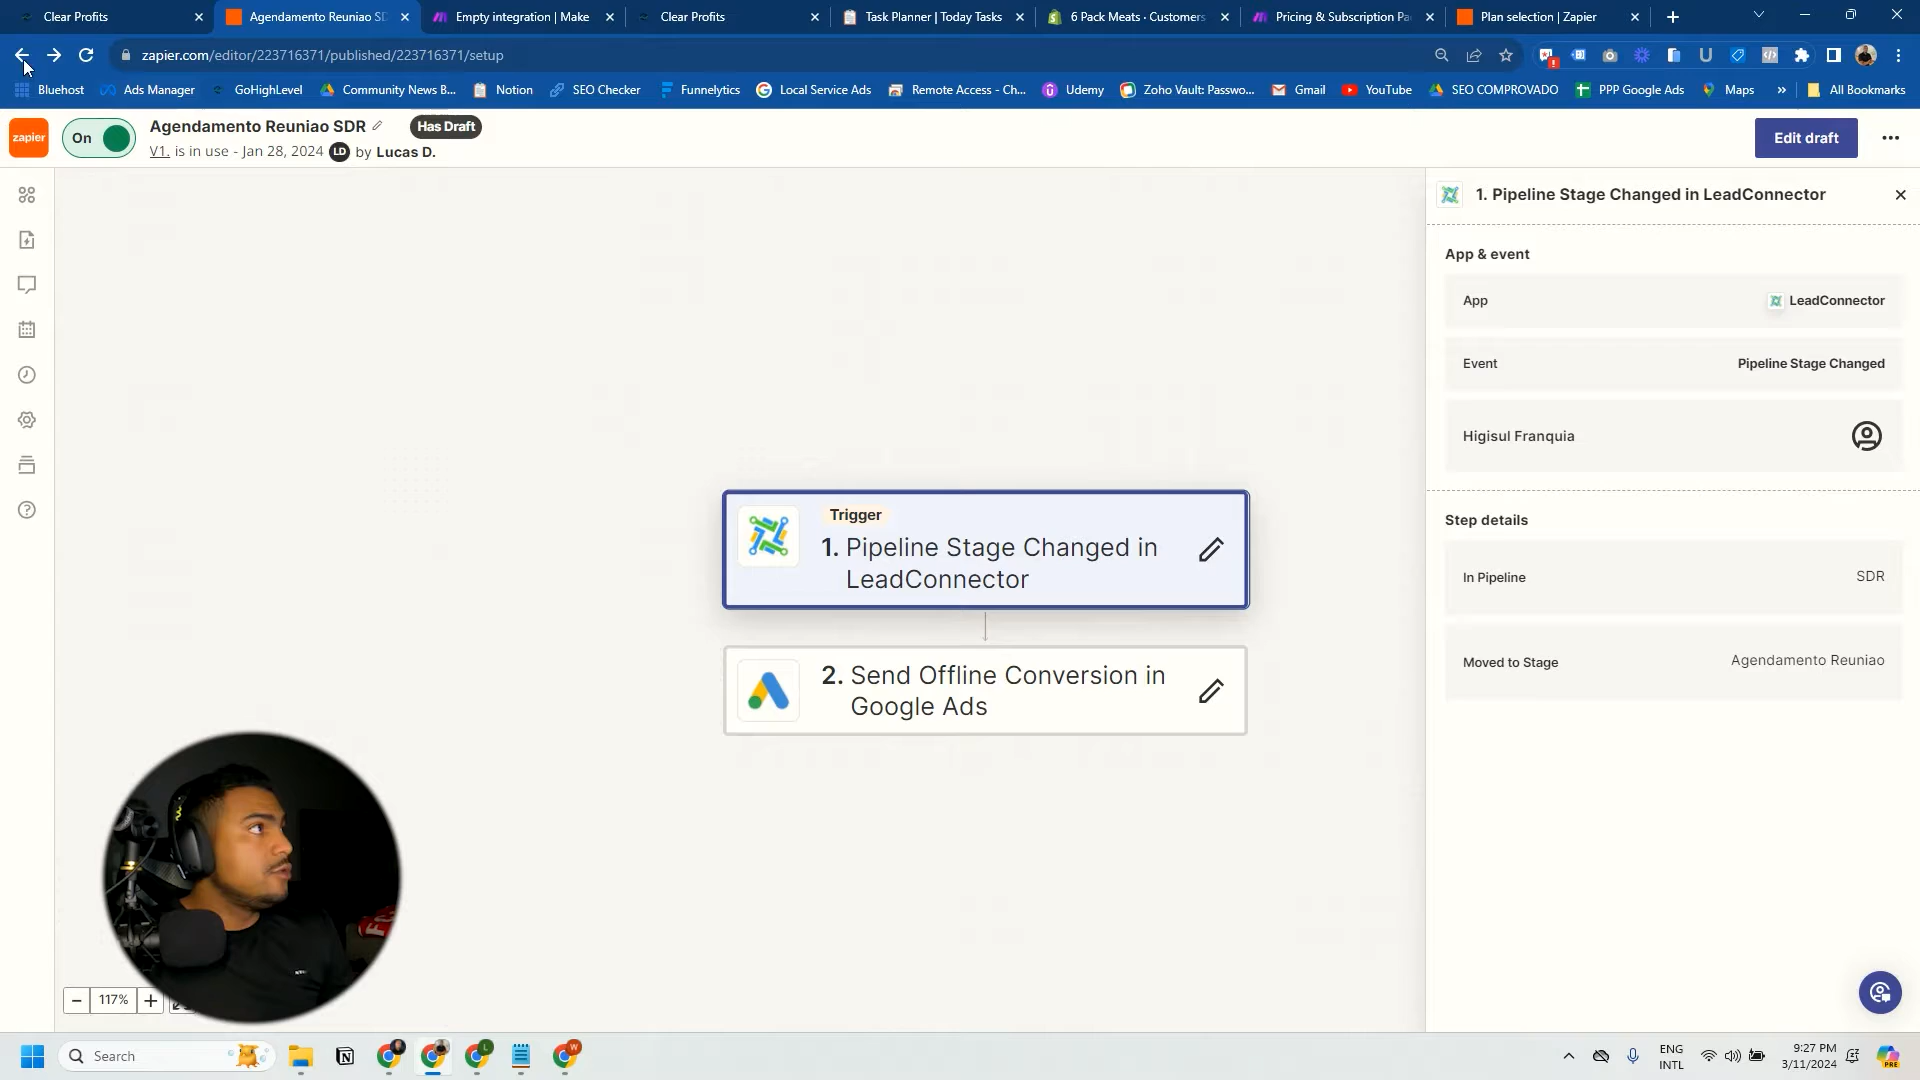 Clear Profits
Agendamento Reuniao SD
Empty integration | Make
Clear Profits
Task Planner | Today Tasks
6 Pack Meats · Customers
Pricing & Subscription Pa
Plan selection | Zapier
zapier.com/editor/223716371/published/223716371/setup
Bluehost
Ads Manager
GoHighLevel
Community News B...
Notion
SEO Checker
Funnelytics
Local Service Ads
Remote Access - Ch...
Udemy
Zoho Vault: Passwo...
Gmail
YouTube
SEO COMPROVADO
PPP Google Ads
Maps
»
All Bookmarks
zapier
On
Agendamento Reuniao SDR
Has Draft
V1. is in use - Jan 28, 2024 LD by Lucas D.
Edit draft
1. Pipeline Stage Changed in LeadConnector
App & event
App
LeadConnector
Event
Pipeline Stage Changed
Higisul Franquia
Step details
In Pipeline
SDR
Moved to Stage
Agendamento Reuniao
Trigger
1. Pipeline Stage Changed in
LeadConnector
2. Send Offline Conversion in
Google Ads
117%
Search
ENG
INTL
9:27 PM
3/11/2024
PRE